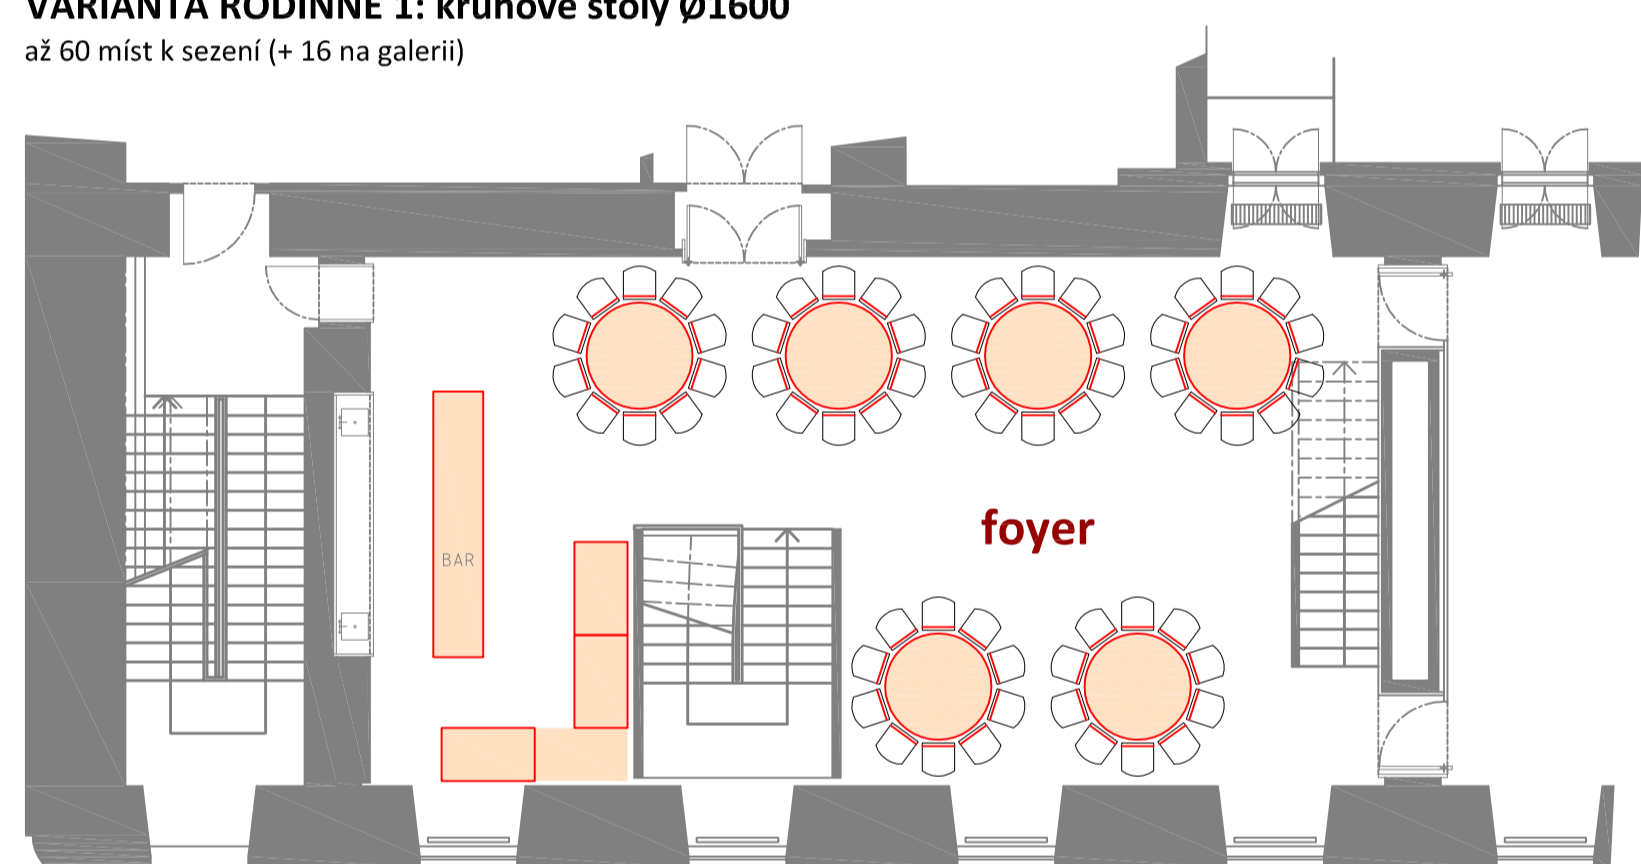 VARIANTA RODINNÉ 1: kruhové stoly Ø1600
až 60 míst k sezení (+ 16 na galerii)
foyer
BAR